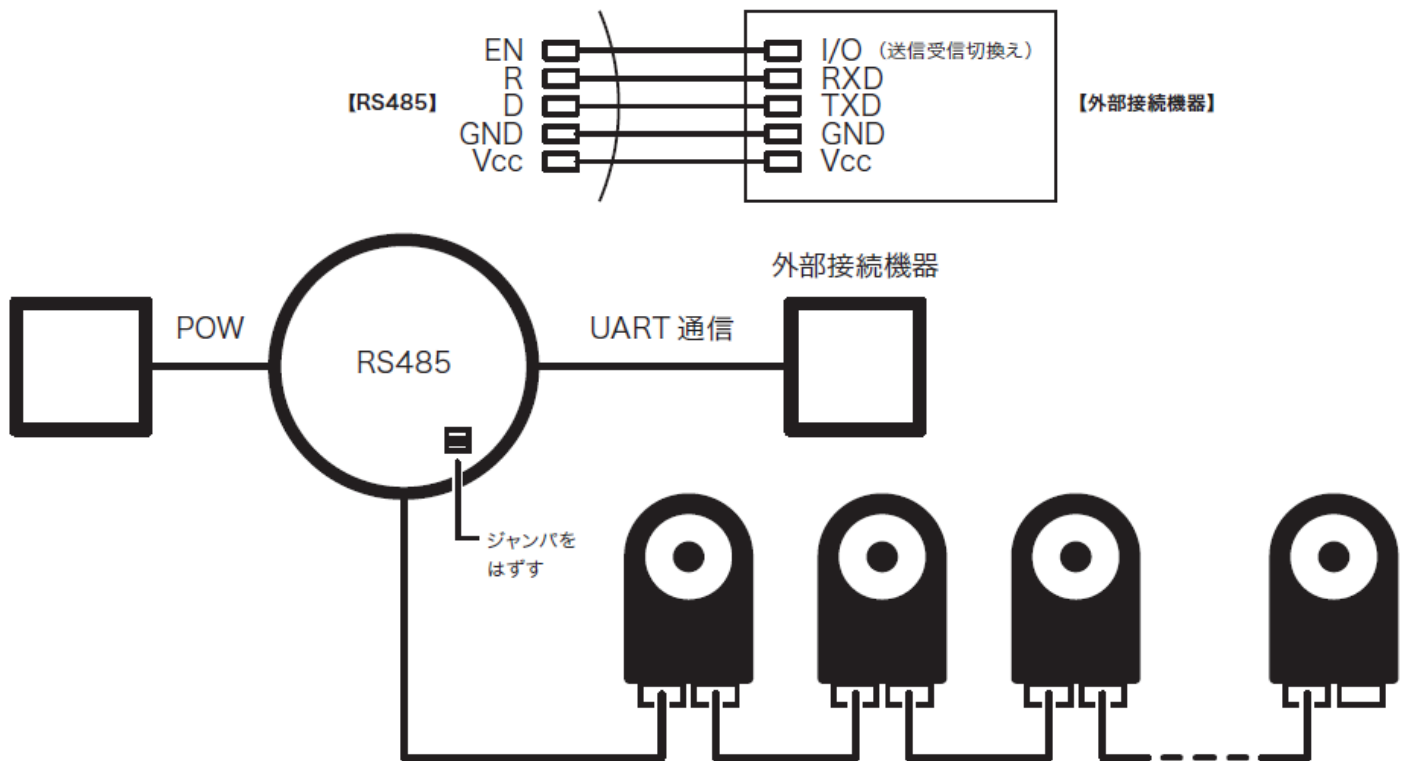 EN
R
D
GND
Vcc
【RS485】
I/O（送信受信切換え）
RXD
TXD
GND
Vcc
【外部接続機器】
外部接続機器
POW
RS485
UART 通信
ジャンパを
はずす